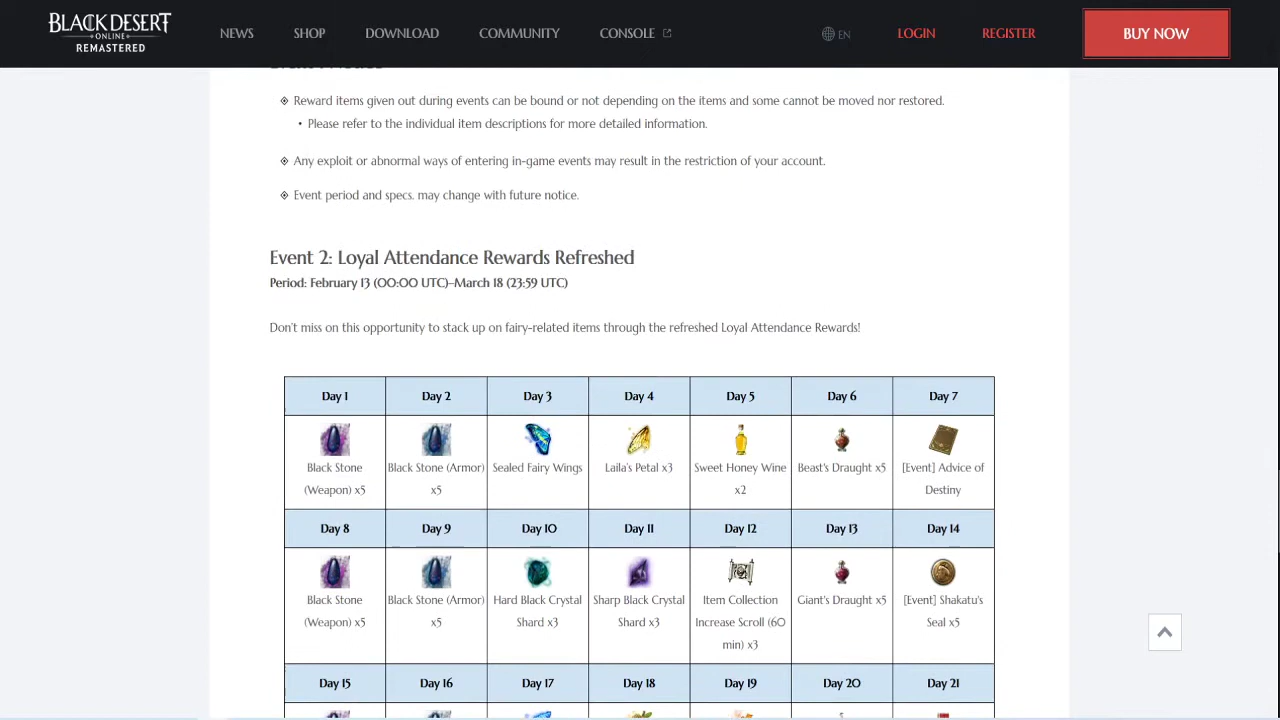 BLACK DESERT
ONLINE
REMASTERED
NEWS SHOP DOWNLOAD COMMUNITY CONSOLE EN LOGIN REGISTER BUY NOW
Reward items given out during events can be bound or not depending on the items and some cannot be moved nor restored.
• Please refer to the individual item descriptions for more detailed information.
Any exploit or abnormal ways of entering in-game events may result in the restriction of your account.
Event period and specs. may change with future notice.
Event 2: Loyal Attendance Rewards Refreshed
Period: February 13 (00:00 UTC)–March 18 (23:59 UTC)
Don't miss on this opportunity to stack up on fairy-related items through the refreshed Loyal Attendance Rewards!
Day 1 Day 2 Day 3 Day 4 Day 5 Day 6 Day 7
Black Stone Black Stone (Armor) Sealed Fairy Wings Laila's Petal x3 Sweet Honey Wine Beast's Draught x5 [Event] Advice of
(Weapon) x5 x5 x2 Destiny
Day 8 Day 9 Day 10 Day 11 Day 12 Day 13 Day 14
Black Stone Black Stone (Armor) Hard Black Crystal Sharp Black Crystal Item Collection Giant's Draught x5 [Event] Shakatu's
(Weapon) x5 x5 Shard x3 Shard x3 Increase Scroll (60 Seal x5
min) x3
Day 15 Day 16 Day 17 Day 18 Day 19 Day 20 Day 21